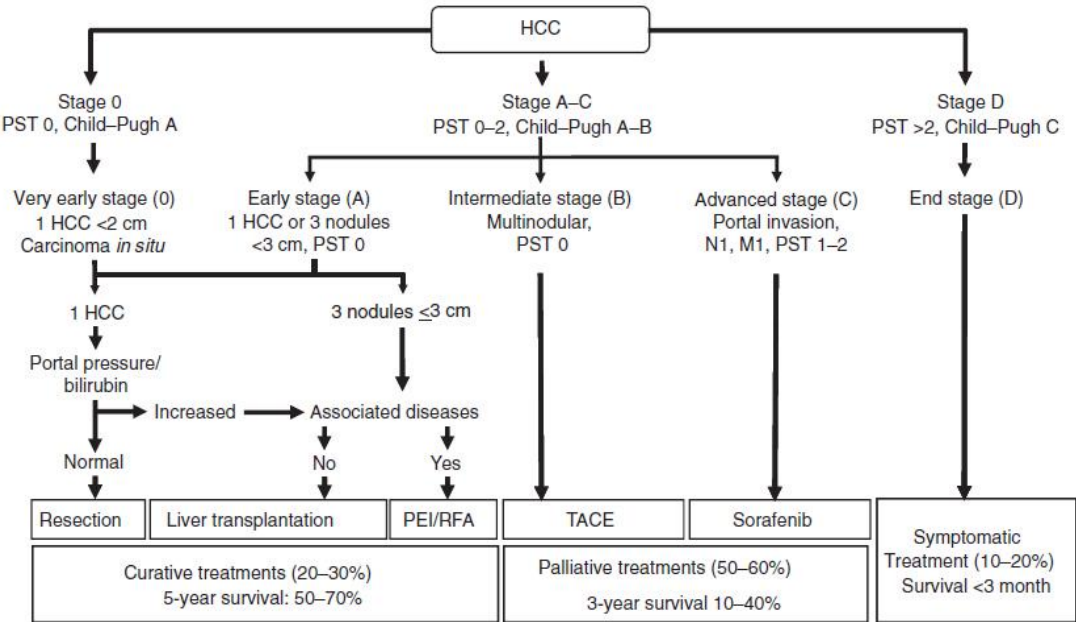 HCC
Stage 0
PST 0, Child–Pugh A
Stage A–C
PST 0–2, Child–Pugh A–B
Stage D
PST >2, Child–Pugh C
Very early stage (0)
1 HCC <2 cm
Carcinoma in situ
Early stage (A)
1 HCC or 3 nodules
<3 cm, PST 0
Intermediate stage (B)
Multinodular,
PST 0
Advanced stage (C)
Portal invasion,
N1, M1, PST 1–2
End stage (D)
1 HCC
3 nodules ≤3 cm
Portal pressure/
bilirubin
Increased
Associated diseases
Normal
No
Yes
Resection
Liver transplantation
PEI/RFA
TACE
Sorafenib
Curative treatments (20–30%)
5-year survival: 50–70%
Palliative treatments (50–60%)
3-year survival 10–40%
Symptomatic
Treatment (10–20%)
Survival <3 month